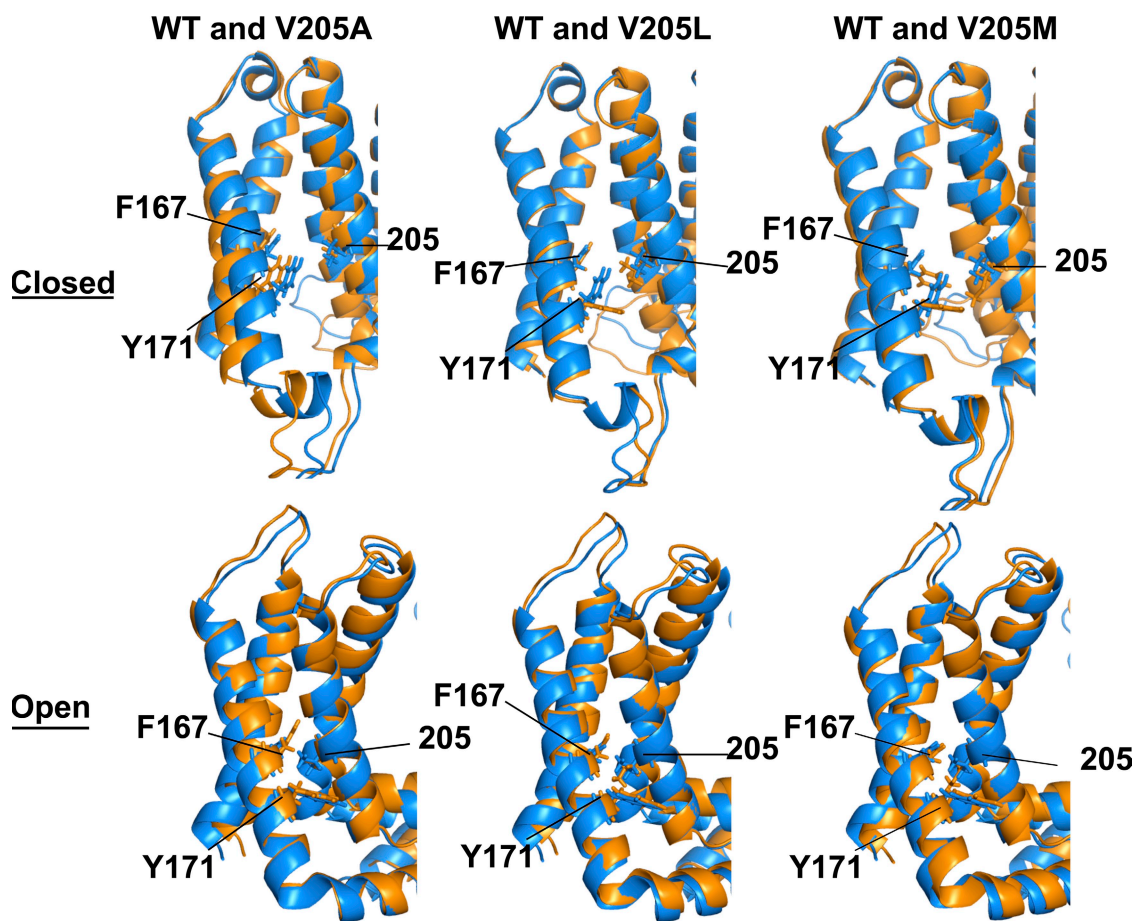 WT and V205A
WT and V205L
WT and V205M
F167
205
Y171
F167
205
Y171
F167
205
Y171
Closed
F167
205
Y171
F167
205
Y171
F167
205
Y171
Open